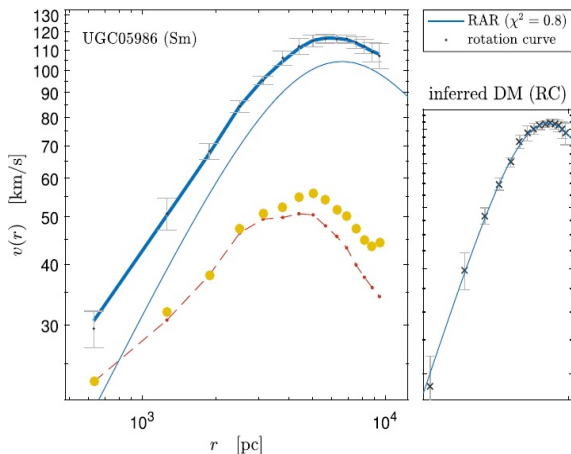 130
120
110
100
90
80
70
60
50
40
30
v(r) [km/s]
UGC05986 (Sm)
10³
10⁴
r [pc]
RAR (χ² = 0.8)
rotation curve
inferred DM (RC)